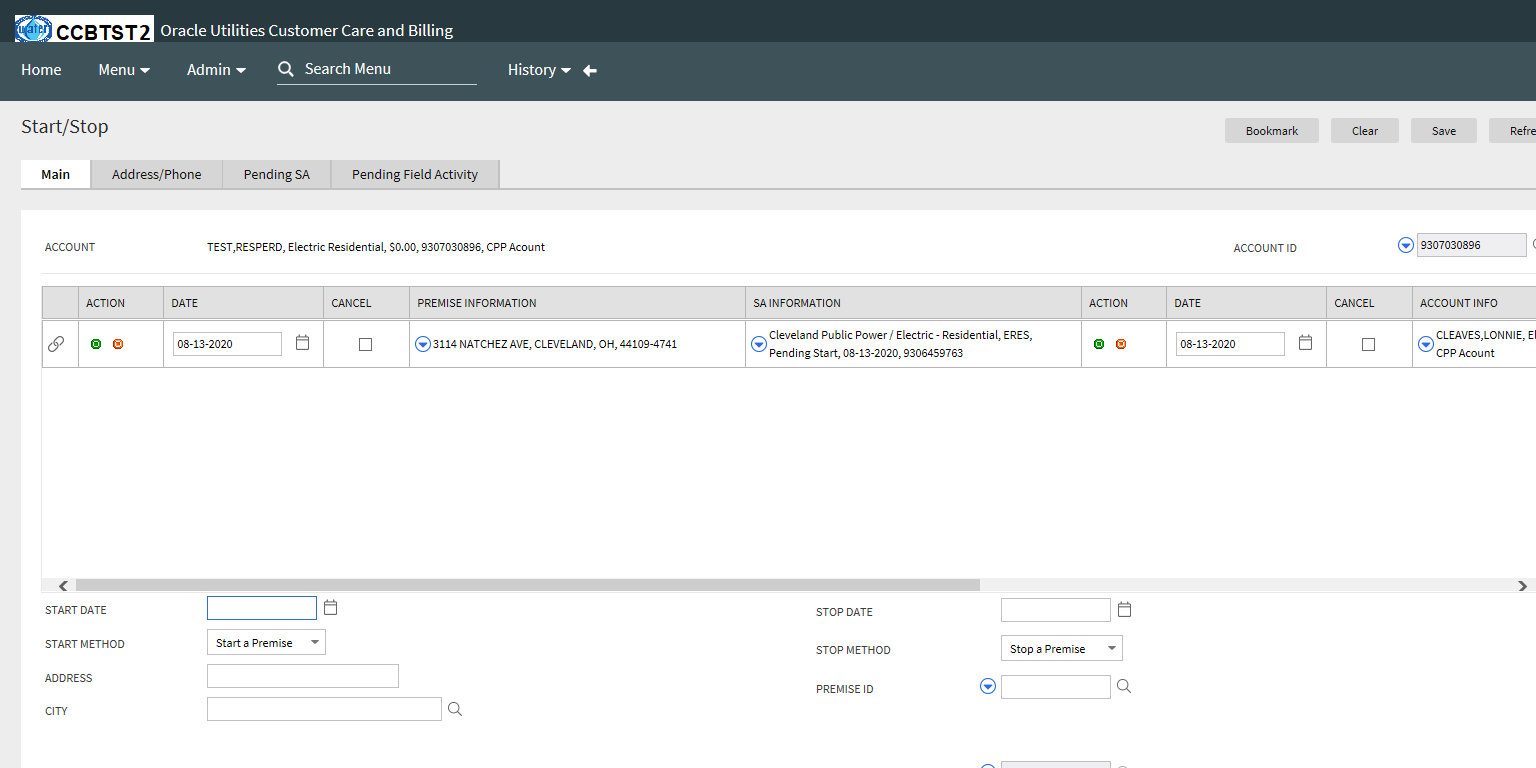 water CCBTST2 Oracle Utilities Customer Care and Billing
Home Menu Admin Search Menu History
Start/Stop Bookmark Clear Save Refre
Main Address/Phone Pending SA Pending Field Activity
ACCOUNT TEST,RESPERD, Electric Residential, $0.00, 9307030896, CPP Acount ACCOUNT ID 9307030896
ACTION DATE CANCEL PREMISE INFORMATION SA INFORMATION ACTION DATE CANCEL ACCOUNT INFO
08-13-2020 3114 NATCHEZ AVE, CLEVELAND, OH, 44109-4741 Cleveland Public Power / Electric - Residential, ERES, 08-13-2020 CLEAVES,LONNIE, El
Pending Start, 08-13-2020, 9306459763 CPP Acount
START DATE STOP DATE
START METHOD Start a Premise STOP METHOD Stop a Premise
ADDRESS PREMISE ID
CITY